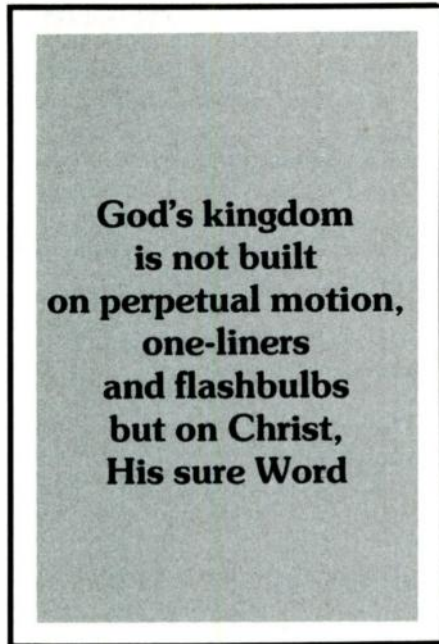 God's kingdom
is not built
on perpetual motion,
one-liners
and flashbulbs
but on Christ,
His sure Word